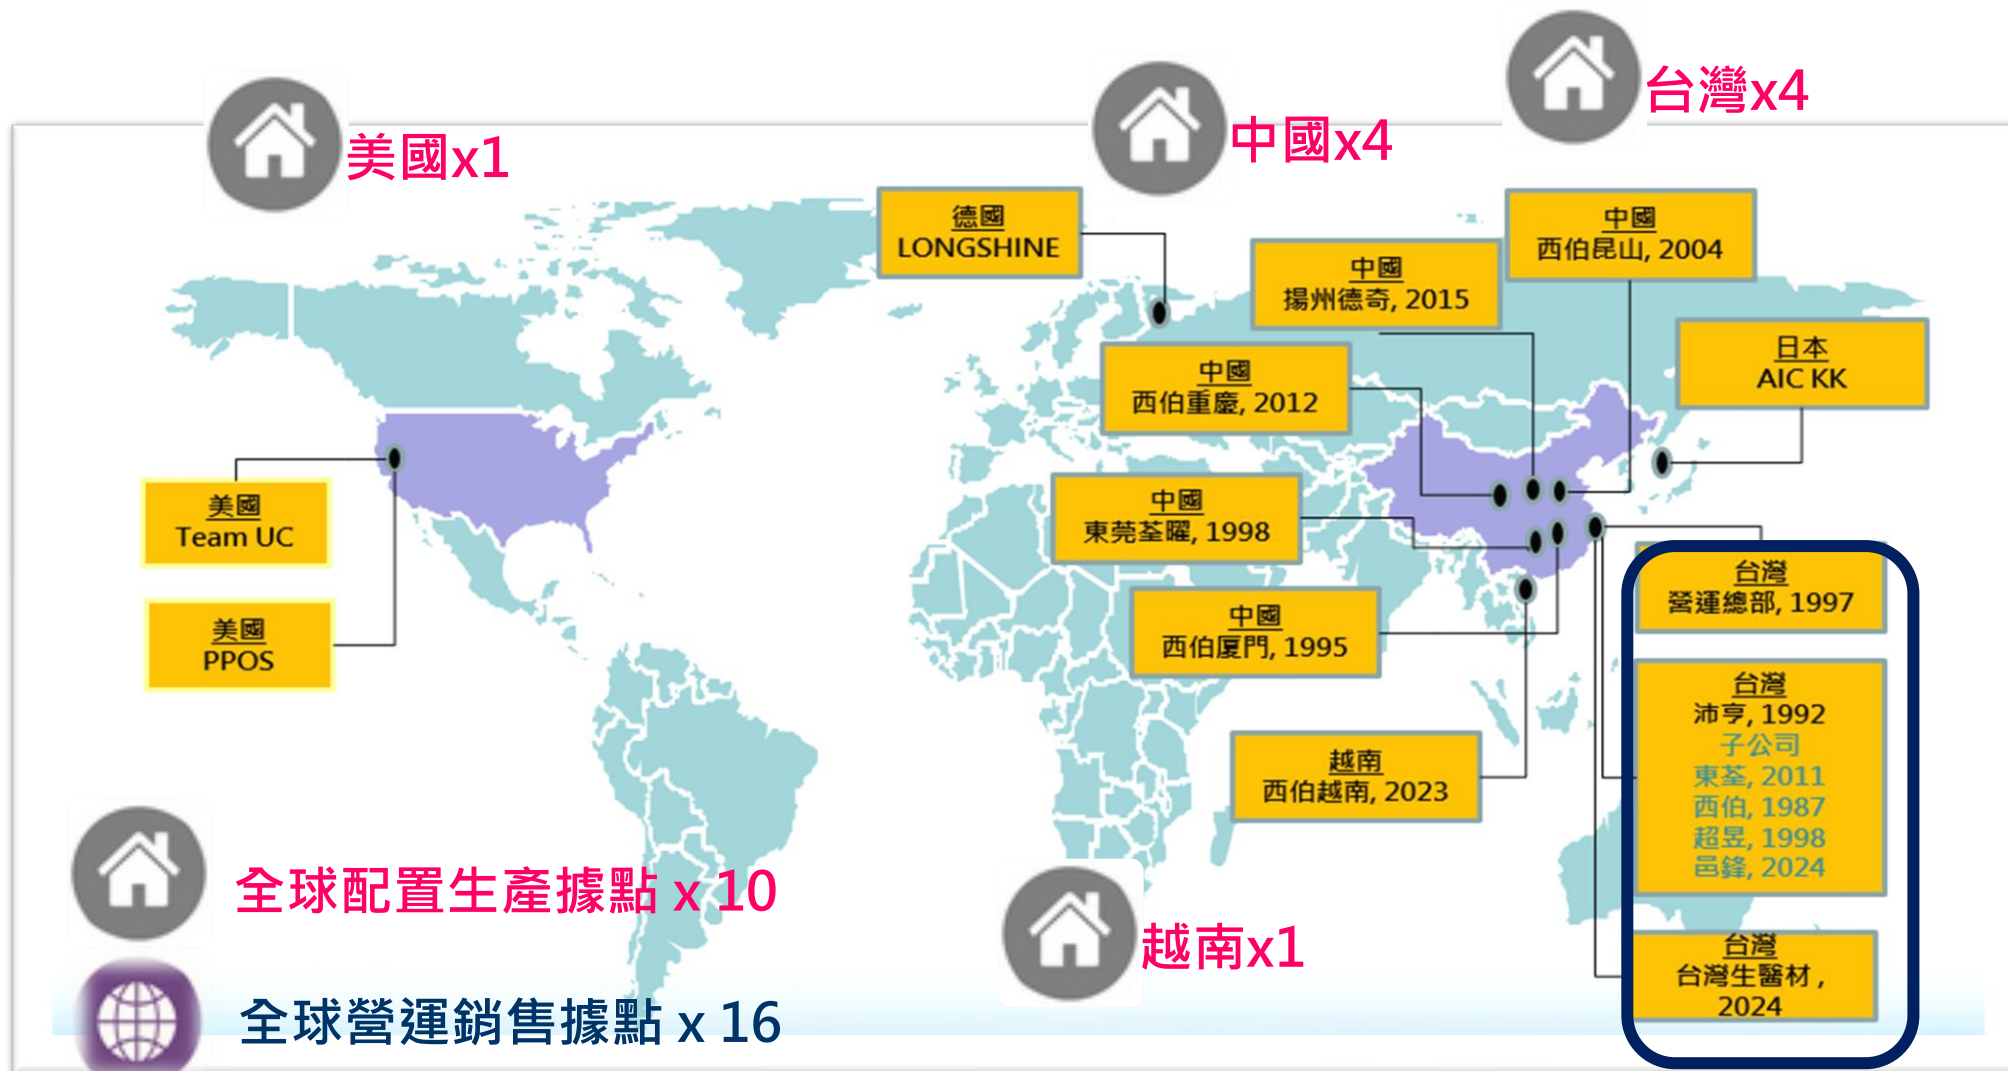 台灣x4
美國x1
中國x4
德國
LONGSHINE
中國
西伯昆山, 2004
中國
揚州德奇, 2015
日本
AIC KK
中國
西伯重慶, 2012
美國
Team UC
中國
東莞荃曜, 1998
台灣
營運總部, 1997
美國
PPOS
中國
西伯厦門, 1995
台灣
沛亨, 1992
子公司
東荃, 2011
西伯, 1987
超昱, 1998
邑鋒, 2024
越南
西伯越南, 2023
全球配置生產據點 x 10
越南x1
台灣
台灣生醫材 ,
2024
全球營運銷售據點 x 16